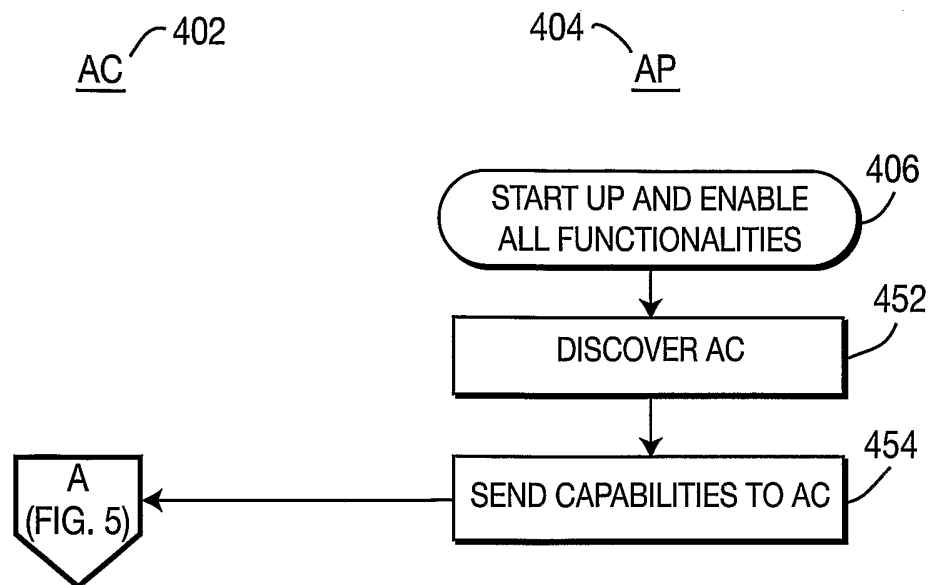 402
AC
404
AP
406
START UP AND ENABLE
ALL FUNCTIONALITIES
452
DISCOVER AC
454
SEND CAPABILITIES TO AC
A
(FIG. 5)